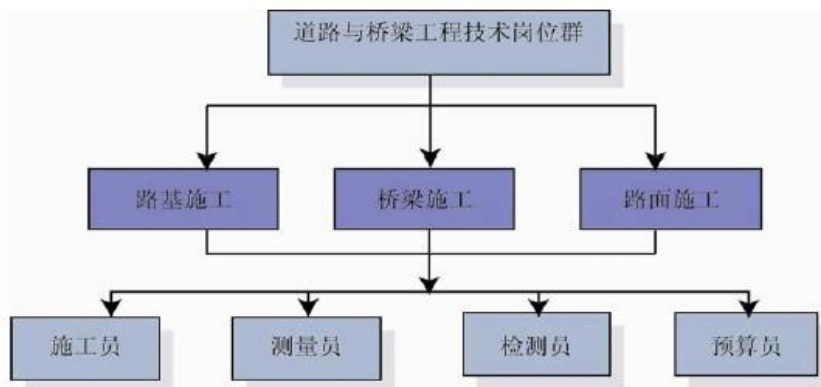 道路与桥梁工程技术岗位群
路基施工
桥梁施工
路面施工
施工员
测量员
检测员
预算员